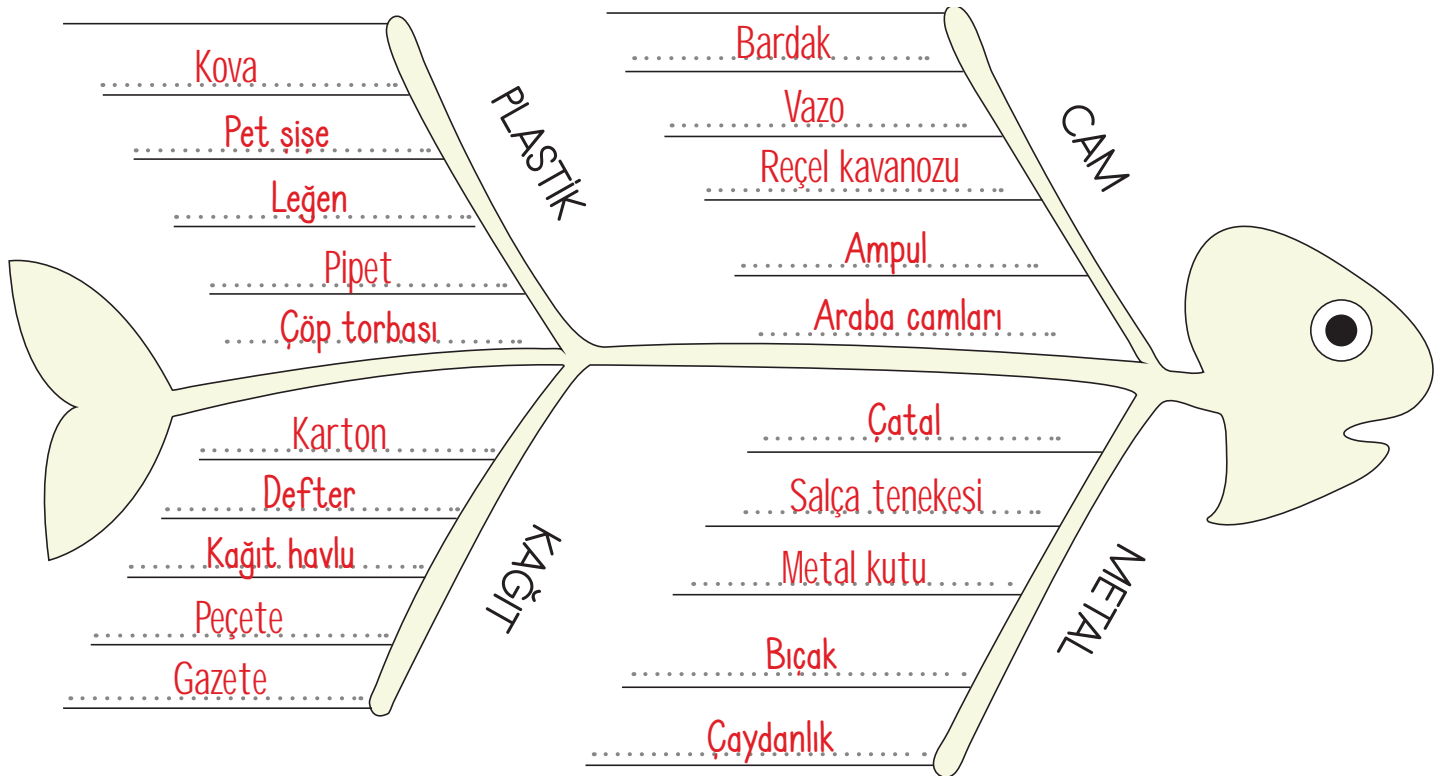 PLASTİK
Kova
Pet şişe
Leğen
Pipet
Çöp torbası
CAM
Bardak
Vazo
Reçel kavanozu
Ampul
Araba camları
KAĞIT
Karton
Defter
Kağıt havlu
Peçete
Gazete
METAL
Çatal
Salça tenekesi
Metal kutu
Bıçak
Çaydanlık